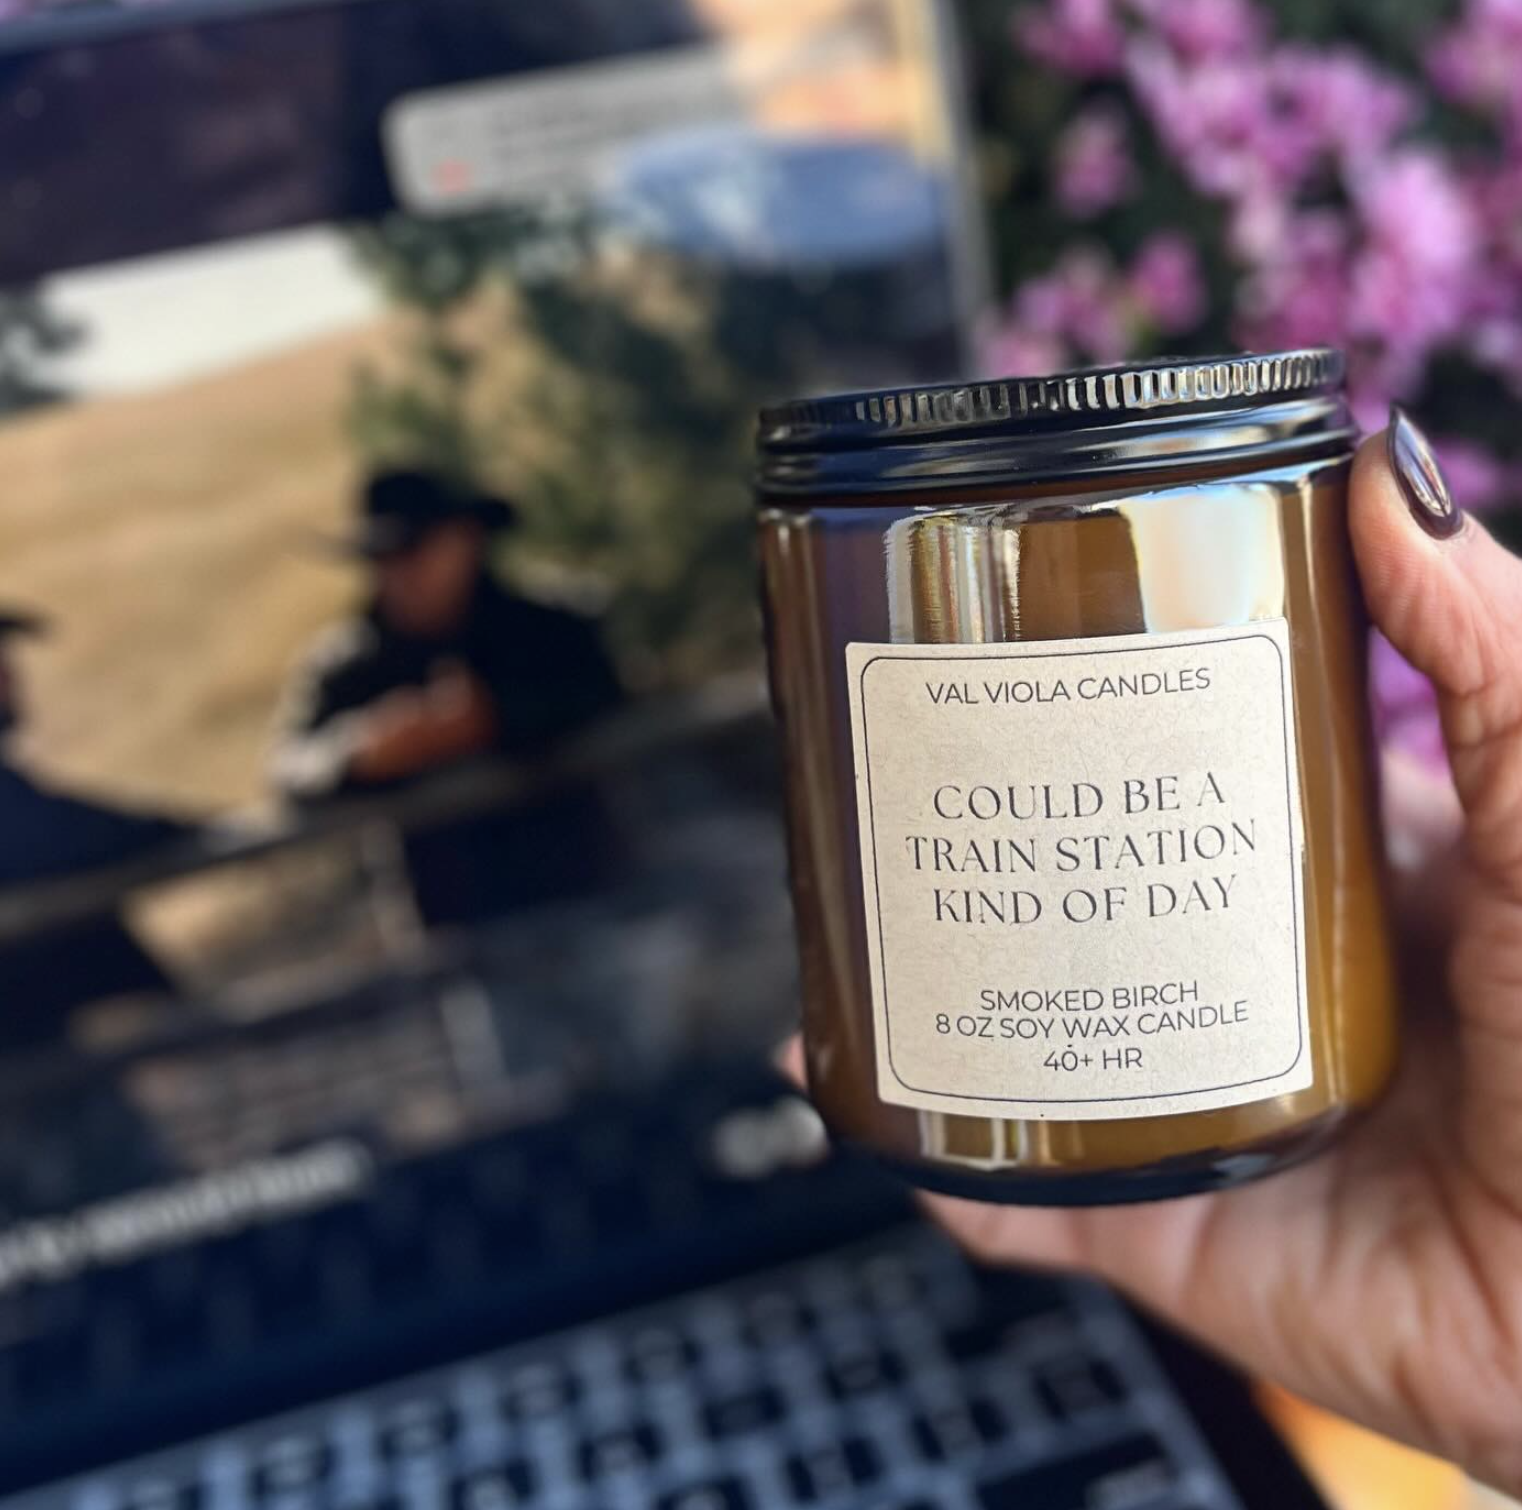 VAL VIOLA CANDLES
COULD BE A
TRAIN STATION
KIND OF DAY
SMOKED BIRCH
8 OZ SOY WAX CANDLE
40+ HR